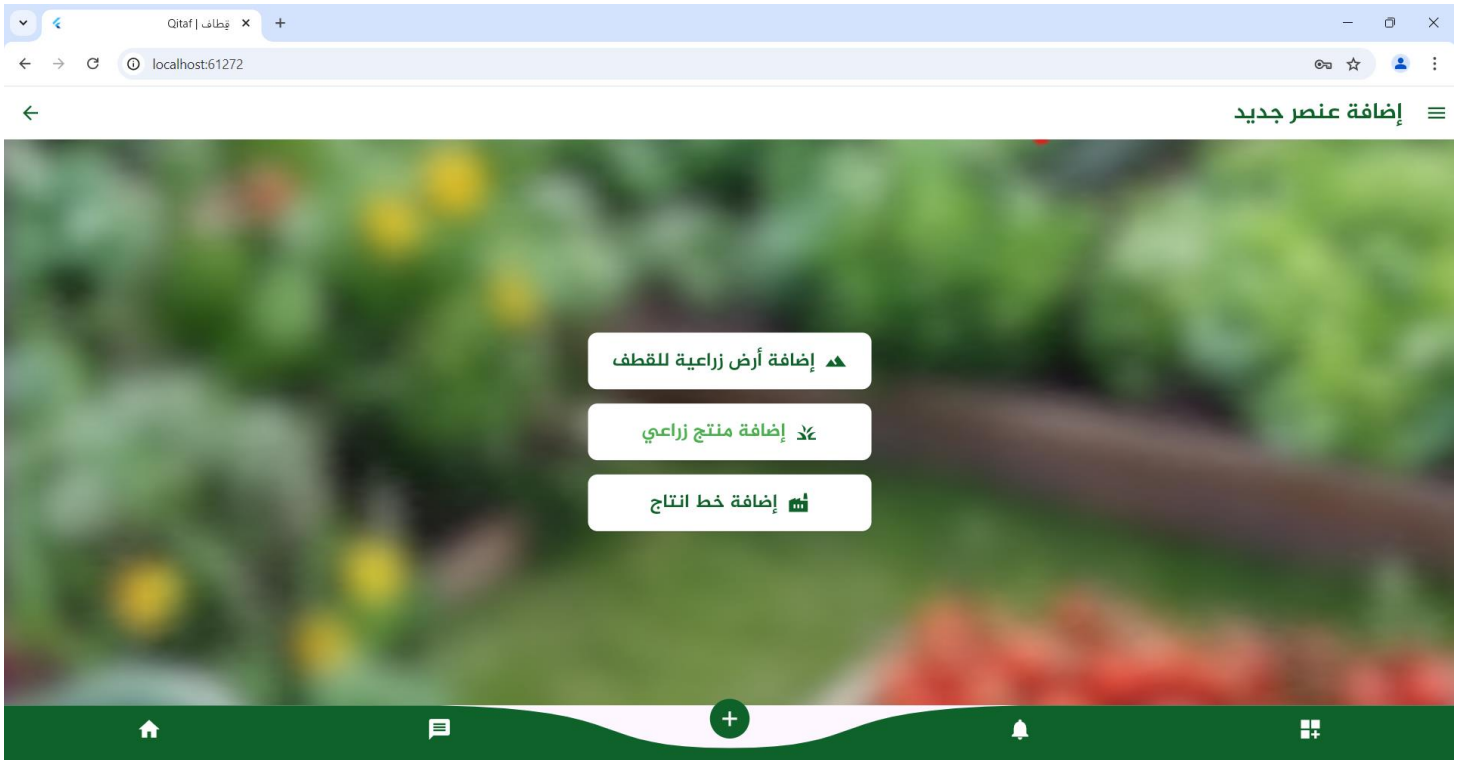 Qitaf | قِطاف
localhost:61272
إضافة عنصر جديد
إضافة أرض زراعية للقطف
إضافة منتج زراعي
إضافة خط انتاج